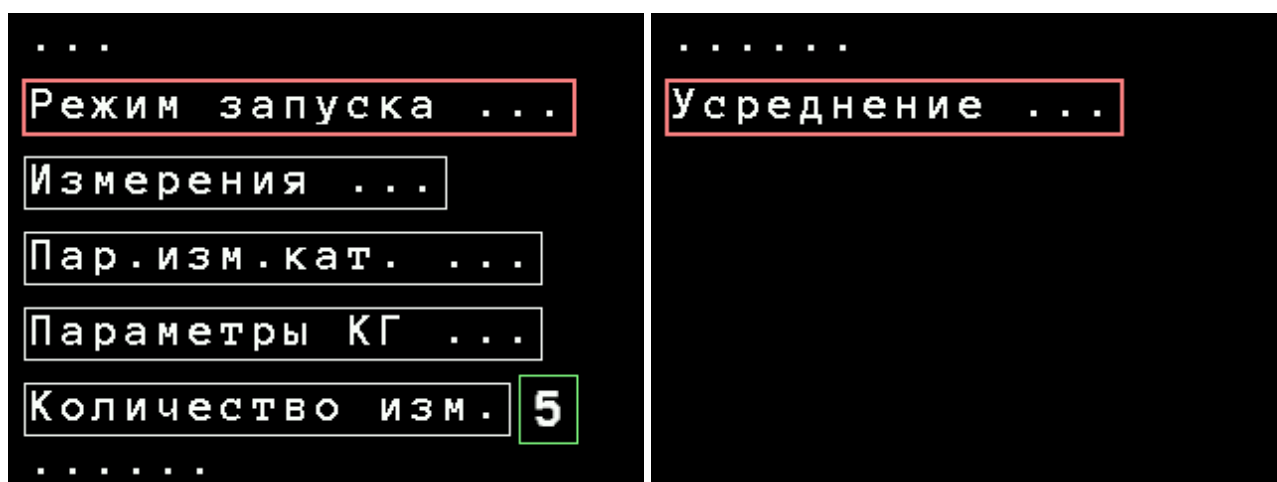 ...
Режим запуска ...
Измерения ...
Пар.изм.кат. ...
Параметры КГ ...
Количество изм. 5
......
......
Усреднение ...